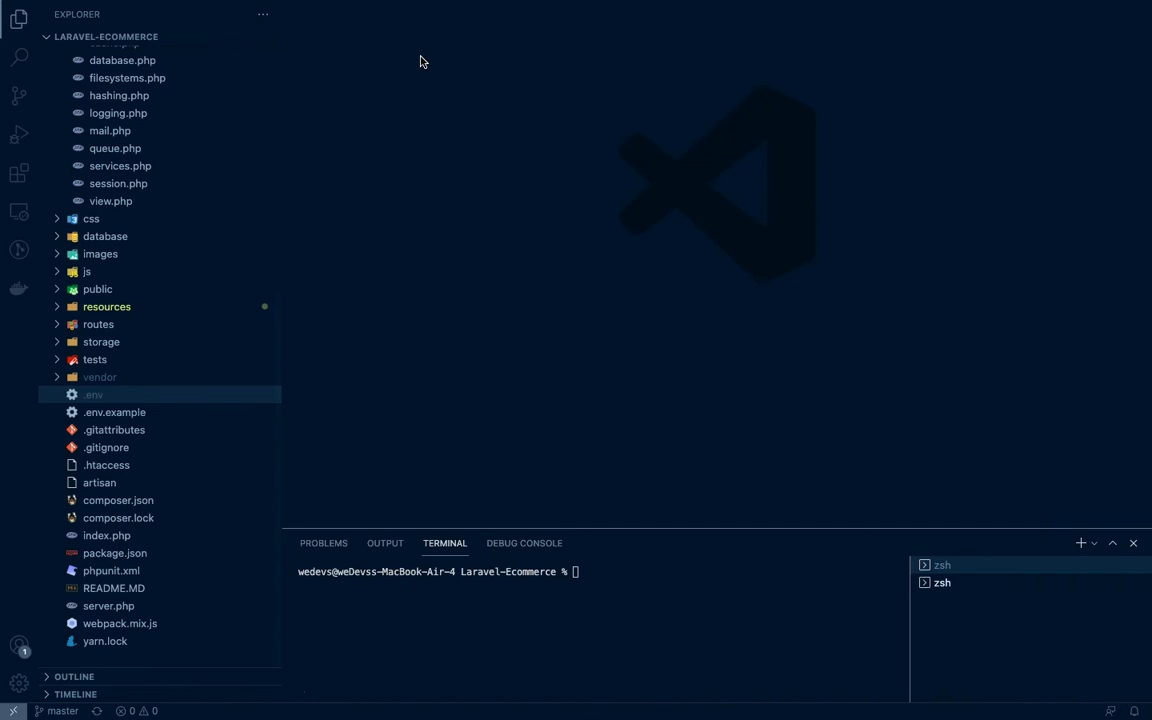 EXPLORER
LARAVEL-ECOMMERCE
database.php
filesystems.php
hashing.php
logging.php
mail.php
queue.php
services.php
session.php
view.php
css
database
images
js
public
resources
routes
storage
tests
vendor
.env
.env.example
.gitattributes
.gitignore
.htaccess
artisan
composer.json
composer.lock
index.php
package.json
phpunit.xml
README.MD
server.php
webpack.mix.js
yarn.lock
OUTLINE
TIMELINE
PROBLEMS OUTPUT TERMINAL DEBUG CONSOLE
wedevs@weDevss-MacBook-Air-4 Laravel-Ecommerce %
zsh
zsh
1
master 0 0